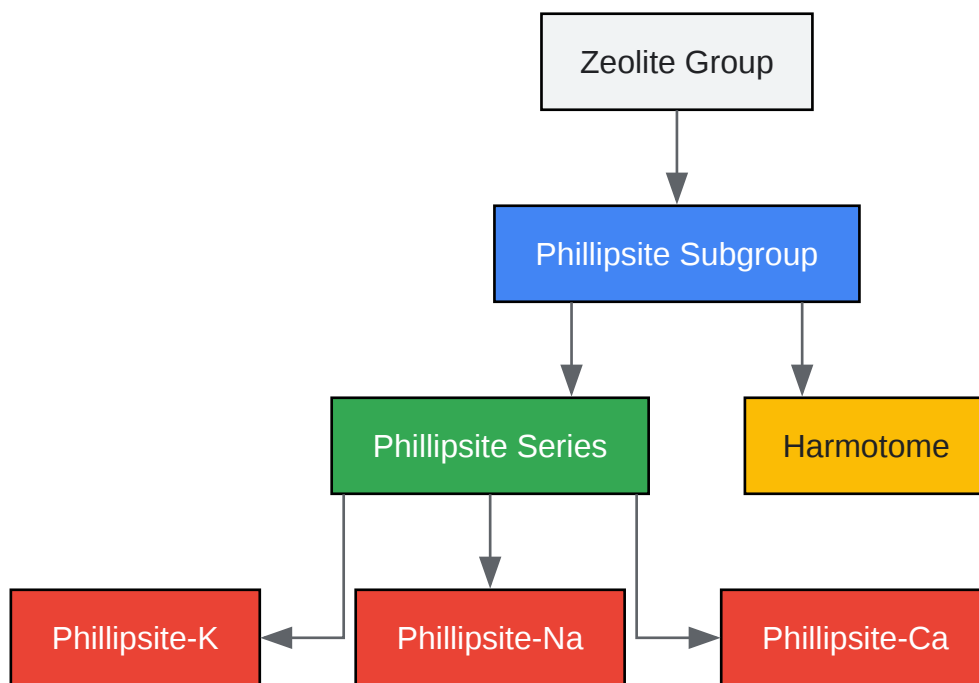 Zeolite Group
Phillipsite Subgroup
Phillipsite Series
Harmotome
Phillipsite-K
Phillipsite-Na
Phillipsite-Ca